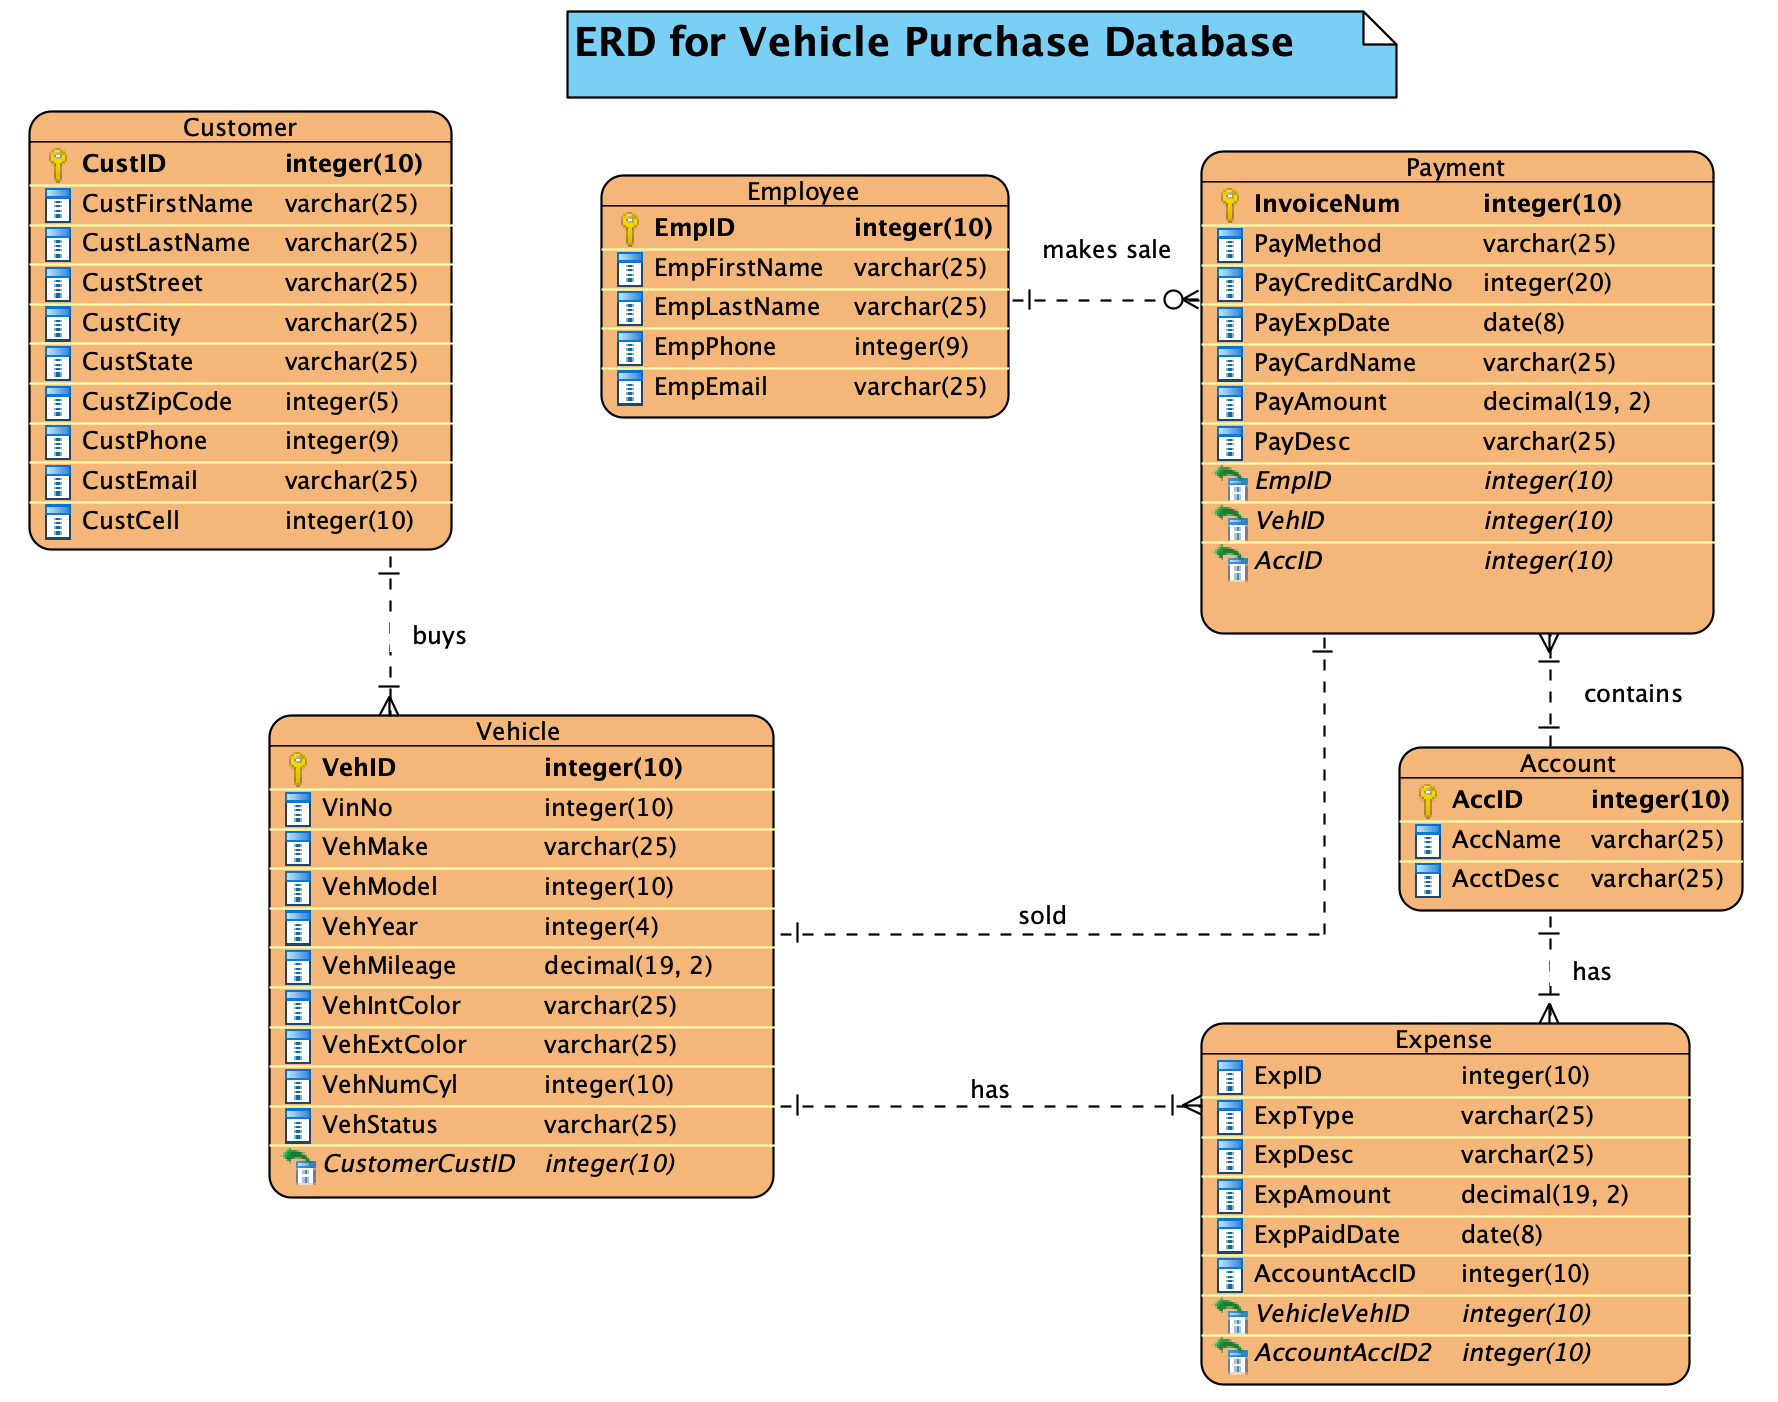 ERD for Vehicle Purchase Database
Customer
CustID integer(10)
CustFirstName varchar(25)
CustLastName varchar(25)
CustStreet varchar(25)
CustCity varchar(25)
CustState varchar(25)
CustZipCode integer(5)
CustPhone integer(9)
CustEmail varchar(25)
CustCell integer(10)
Employee
EmpID integer(10)
EmpFirstName varchar(25)
EmpLastName varchar(25)
EmpPhone integer(9)
EmpEmail varchar(25)
makes sale
Payment
InvoiceNum integer(10)
PayMethod varchar(25)
PayCreditCardNo integer(20)
PayExpDate date(8)
PayCardName varchar(25)
PayAmount decimal(19, 2)
PayDesc varchar(25)
EmpID integer(10)
VehID integer(10)
AccID integer(10)
buys
contains
Vehicle
VehID integer(10)
VinNo integer(10)
VehMake varchar(25)
VehModel integer(10)
VehYear integer(4)
VehMileage decimal(19, 2)
VehIntColor varchar(25)
VehExtColor varchar(25)
VehNumCyl integer(10)
VehStatus varchar(25)
CustomerCustID integer(10)
sold
has
Account
AccID integer(10)
AccName varchar(25)
AcctDesc varchar(25)
has
Expense
ExpID integer(10)
ExpType varchar(25)
ExpDesc varchar(25)
ExpAmount decimal(19, 2)
ExpPaidDate date(8)
AccountAccID integer(10)
VehicleVehID integer(10)
AccountAccID2 integer(10)